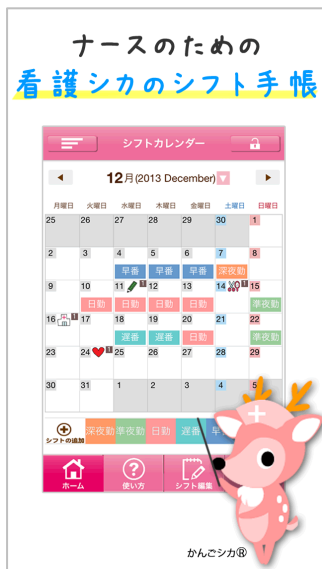 ナースのための
看護シカのシフト手帳
シフトカレンダー
12月(2013 December)
月曜日 火曜日 水曜日 木曜日 金曜日 土曜日 日曜日
25 26 27 28 29 30 1
2 3 4 5 6 7 8
早番 早番 早番 深夜勤
9 10 11 1 12 13 14 1 15
日勤 日勤 日勤 日勤 準夜勤
16 1 17 18 19 20 21 22
遅番 遅番 日勤 準夜勤
23 24 1 25 26 27 28 29
30 31 1 2 3 4 5
シフトの追加 深夜勤 準夜勤 日勤 遅番 早
ホーム 使い方 シフト編集
かんごシカ®